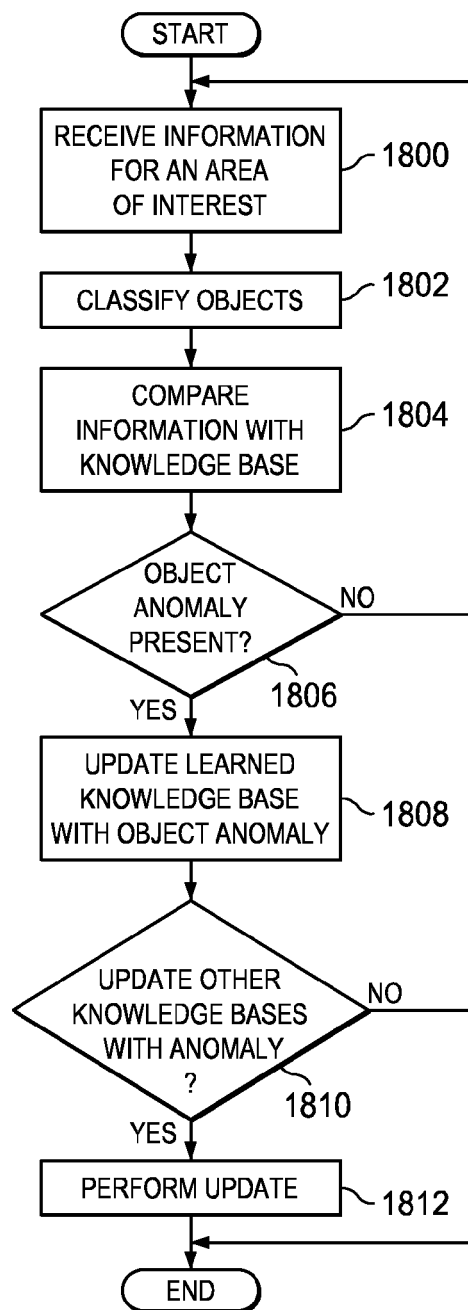 START
RECEIVE INFORMATION
FOR AN AREA
OF INTEREST
1800
CLASSIFY OBJECTS
1802
COMPARE
INFORMATION WITH
KNOWLEDGE BASE
1804
OBJECT
ANOMALY
PRESENT?
NO
1806
YES
UPDATE LEARNED
KNOWLEDGE BASE
WITH OBJECT ANOMALY
1808
UPDATE OTHER
KNOWLEDGE BASES
WITH ANOMALY
?
NO
1810
YES
PERFORM UPDATE
1812
END